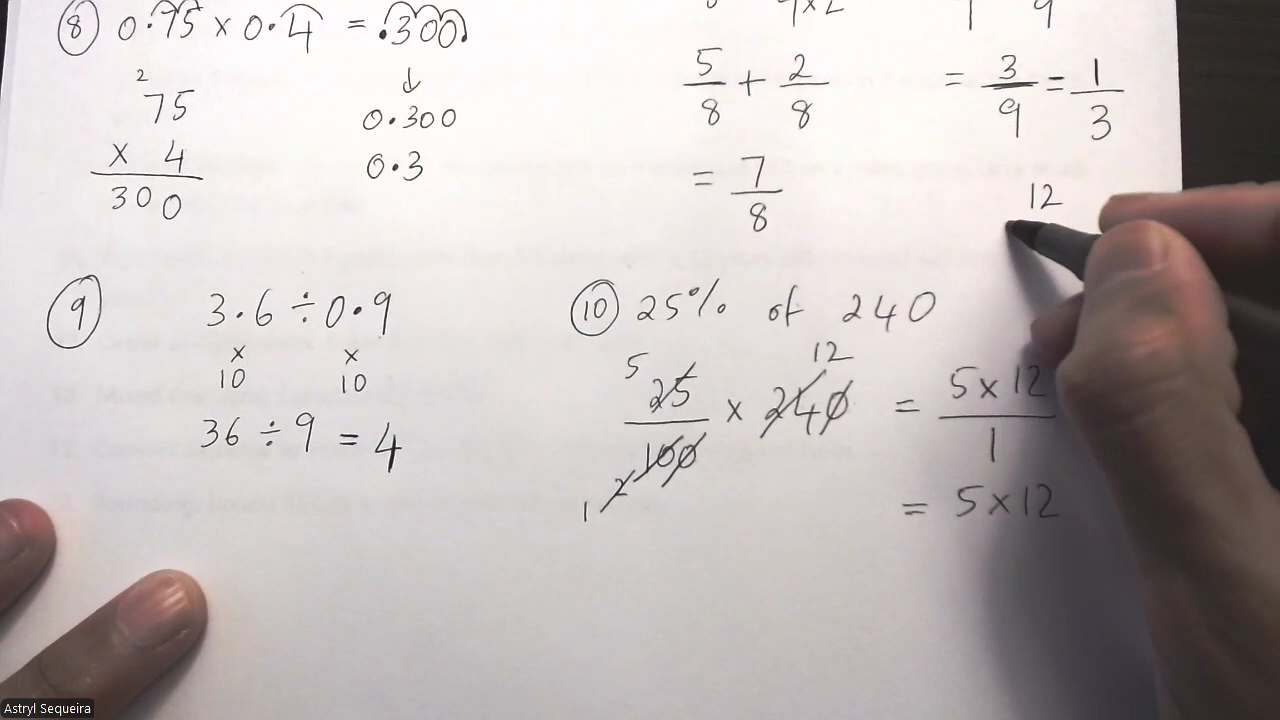 ⑧ 0.75 x 0.4 = .300.
2
75
x 4
300
↓
0.300
0.3
5/8 + 2/8
= 7/8
= 3/9 = 1/3
12
⑨ 3.6 ÷ 0.9
x x
10 10
36 ÷ 9 = 4
⑩ 25% of 240
5 12
25/100 x 240 = 5 x 12/1
1 2
= 5 x 12
Astryl Sequeira